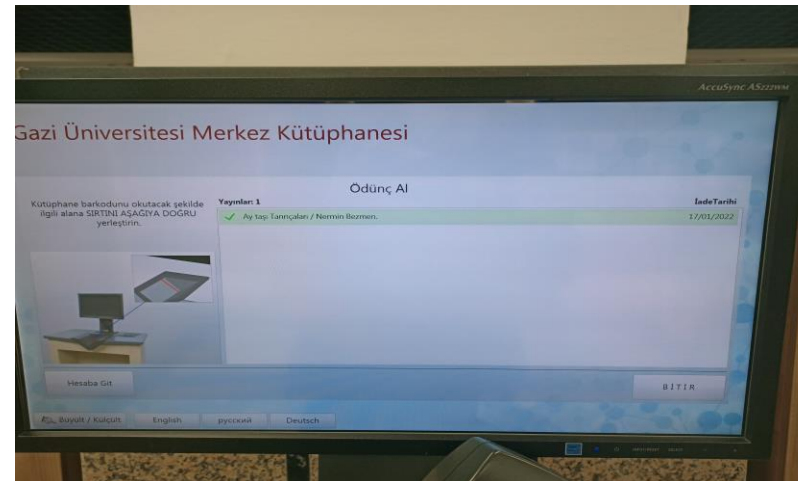 AccuSync AS222WM
Gazi Üniversitesi Merkez Kütüphanesi
Ödünç Al
Kütüphane barkodunu okutacak şekilde
ilgili alana SIRTINI AŞAĞIYA DOĞRU
yerleştirin.
Yayınlar: 1
İadeTarihi
Ay taşı Tanrıçaları / Nermin Bezmen.
17/01/2022
Hesaba Git
BİTİR
Büyült / Küçült
English
русский
Deutsch